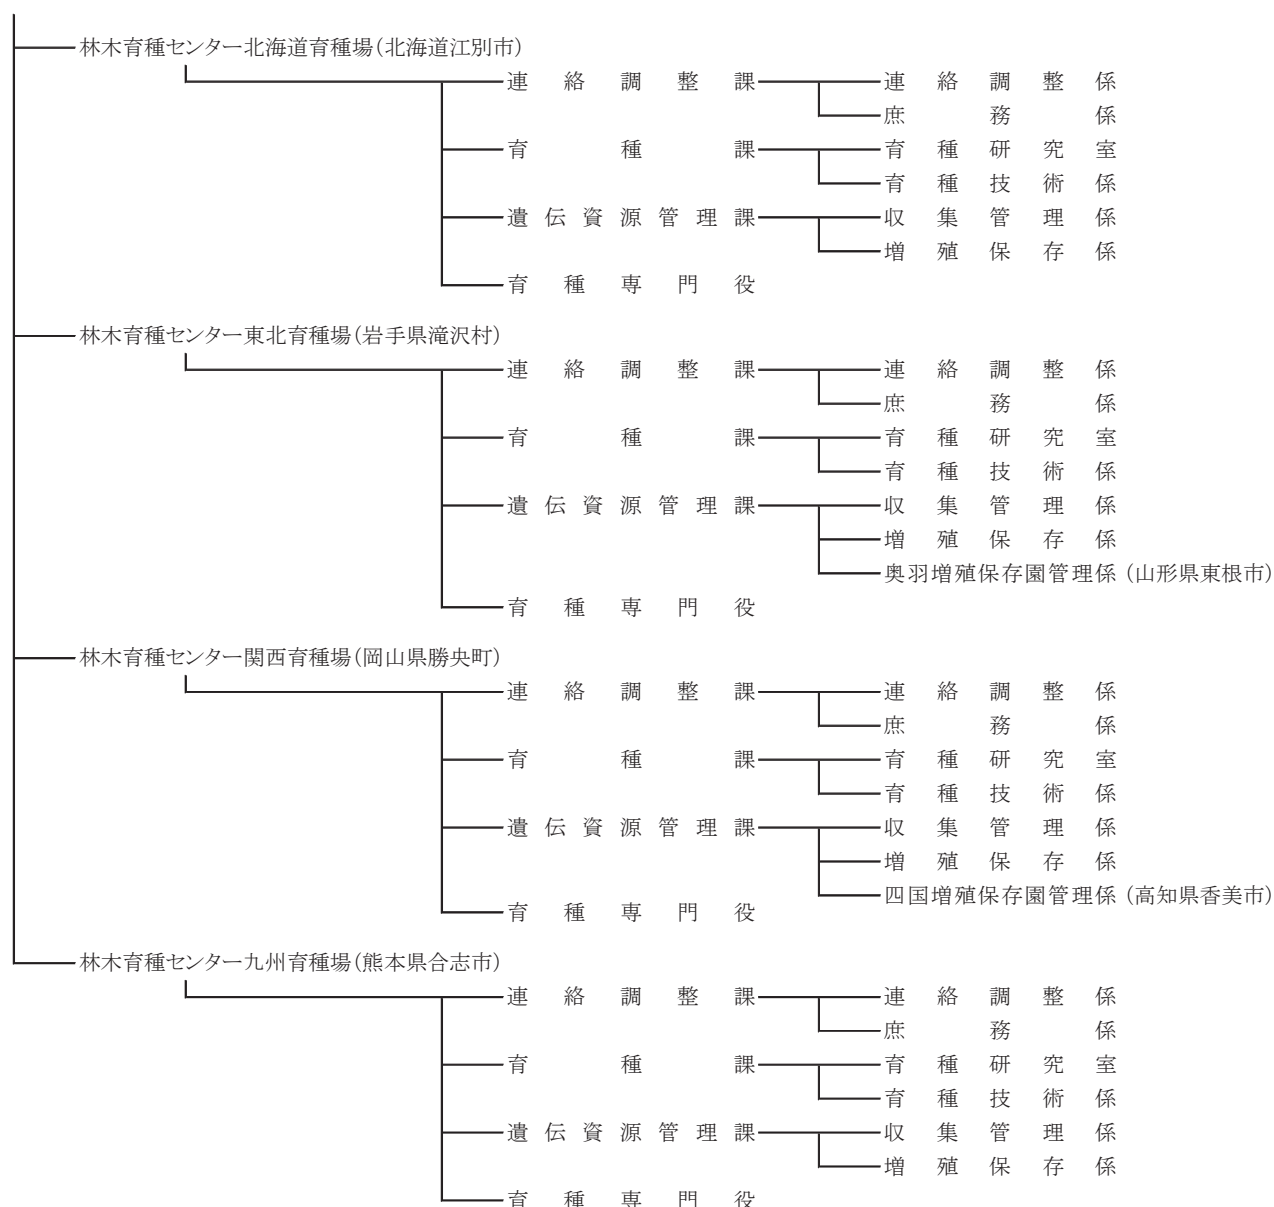 林木育種センター北海道育種場(北海道江別市)
連絡調整課 連絡調整係
庶務係
育種課 育種研究室
育種技術係
遺伝資源管理課 収集管理係
増殖保存係
育種専門役
林木育種センター東北育種場(岩手県滝沢村)
連絡調整課 連絡調整係
庶務係
育種課 育種研究室
育種技術係
遺伝資源管理課 収集管理係
増殖保存係
奥羽増殖保存園管理係(山形県東根市)
育種専門役
林木育種センター関西育種場(岡山県勝央町)
連絡調整課 連絡調整係
庶務係
育種課 育種研究室
育種技術係
遺伝資源管理課 収集管理係
増殖保存係
四国増殖保存園管理係(高知県香美市)
育種専門役
林木育種センター九州育種場(熊本県合志市)
連絡調整課 連絡調整係
庶務係
育種課 育種研究室
育種技術係
遺伝資源管理課 収集管理係
増殖保存係
育種専門役